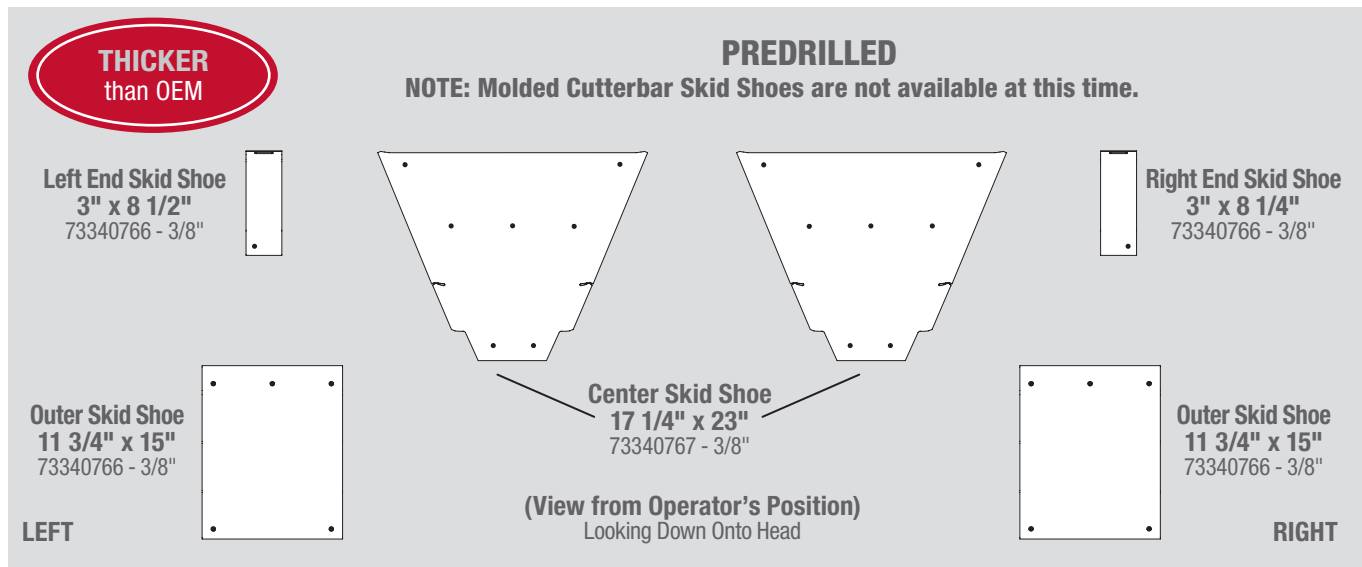 THICKER
than OEM
PREDRILLED
NOTE: Molded Cutterbar Skid Shoes are not available at this time.
Left End Skid Shoe
3" x 8 1/2"
73340766 - 3/8"
Right End Skid Shoe
3" x 8 1/4"
73340766 - 3/8"
Outer Skid Shoe
11 3/4" x 15"
73340766 - 3/8"
Center Skid Shoe
17 1/4" x 23"
73340767 - 3/8"
Outer Skid Shoe
11 3/4" x 15"
73340766 - 3/8"
LEFT
(View from Operator’s Position)
Looking Down Onto Head
RIGHT